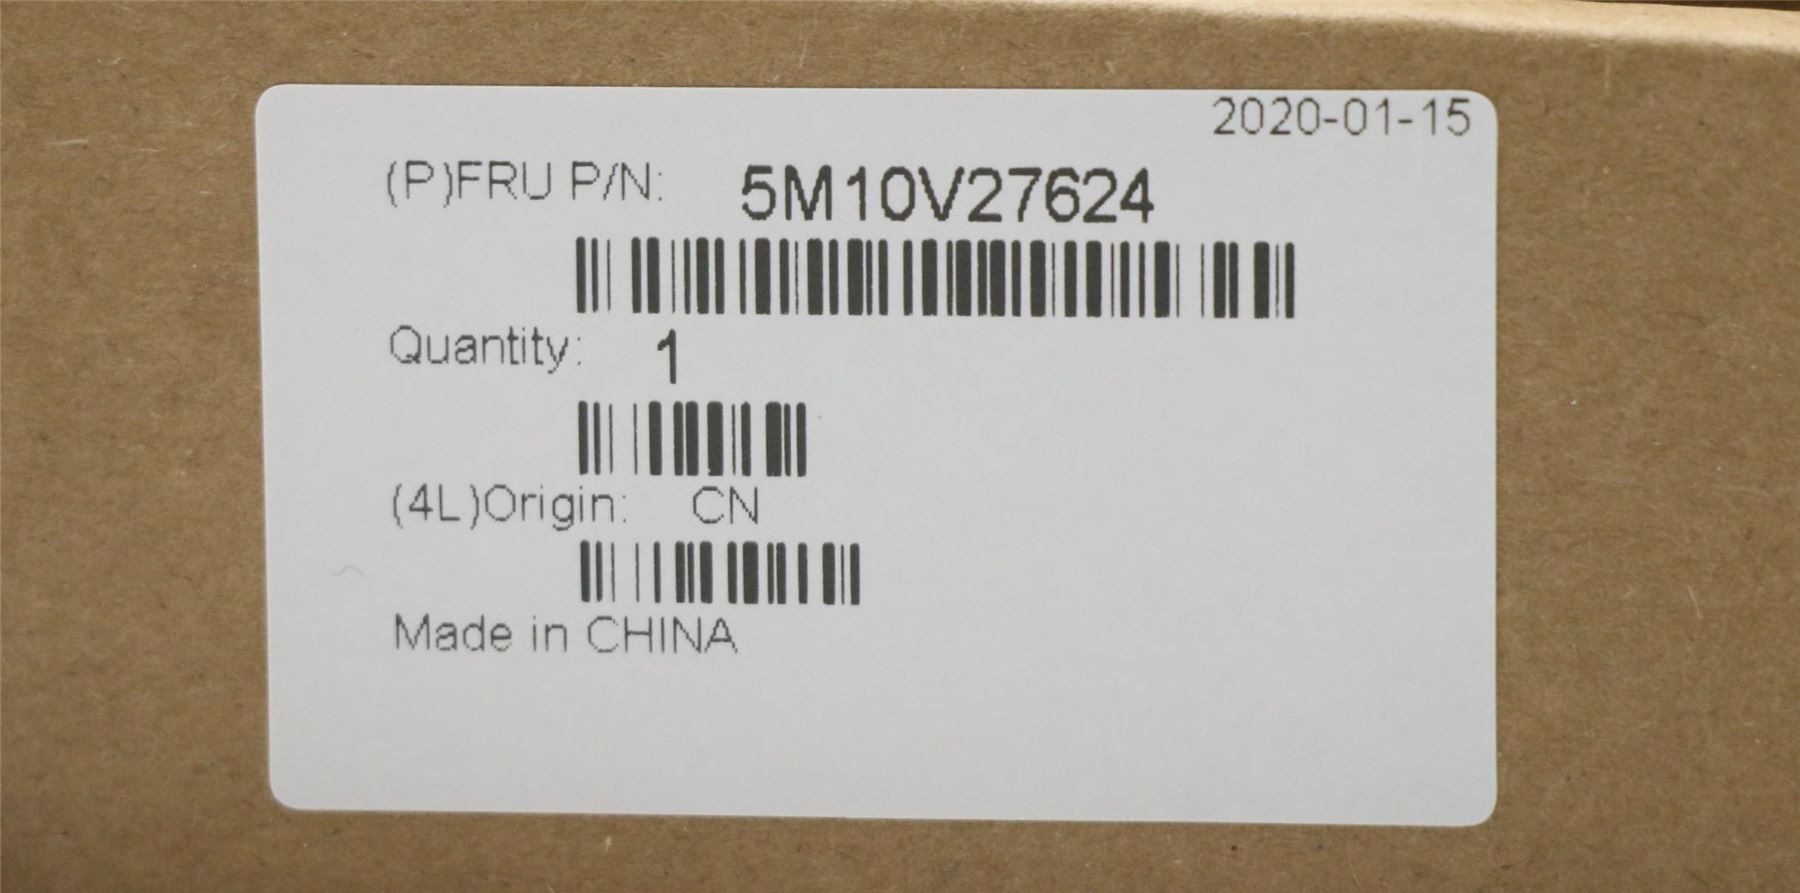 2020-01-15
(P)FRU P/N: 5M10V27624
Quantity: 1
(4L)Origin: CN
Made in CHINA